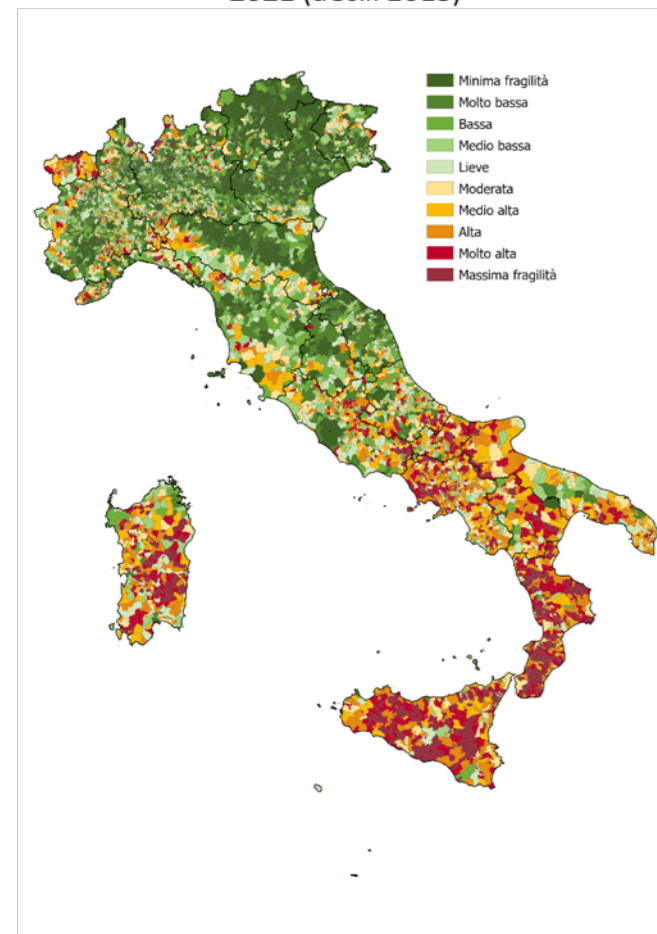 Minima fragilità
Molto bassa
Bassa
Medio bassa
Lieve
Moderata
Medio alta
Alta
Molto alta
Massima fragilità